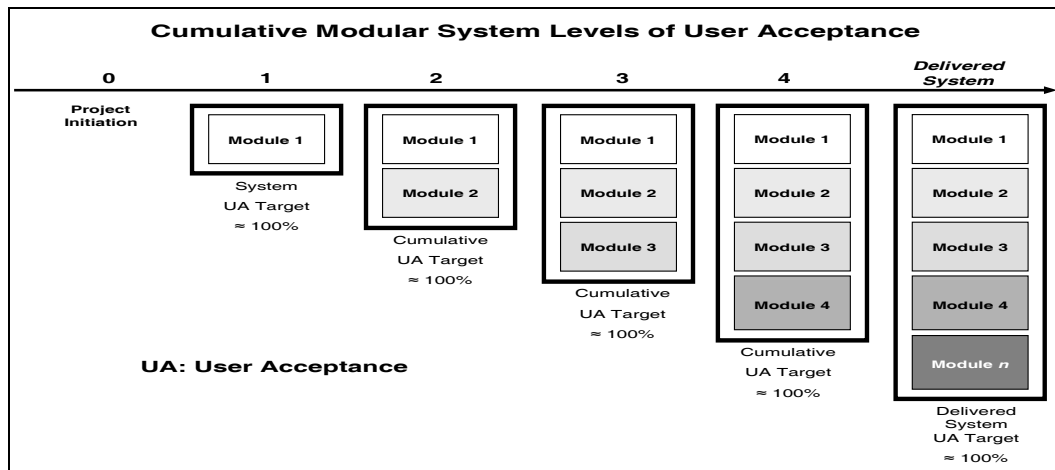 Cumulative Modular System Levels of User Acceptance
0
1
2
3
4
Delivered
System
Project
Initiation
Module 1
System
UA Target
≈ 100%
Module 1
Module 2
Cumulative
UA Target
≈ 100%
Module 1
Module 2
Module 3
Cumulative
UA Target
≈ 100%
Module 1
Module 2
Module 3
Module 4
Cumulative
UA Target
≈ 100%
Module 1
Module 2
Module 3
Module 4
Module n
Delivered
System
UA Target
≈ 100%
UA: User Acceptance